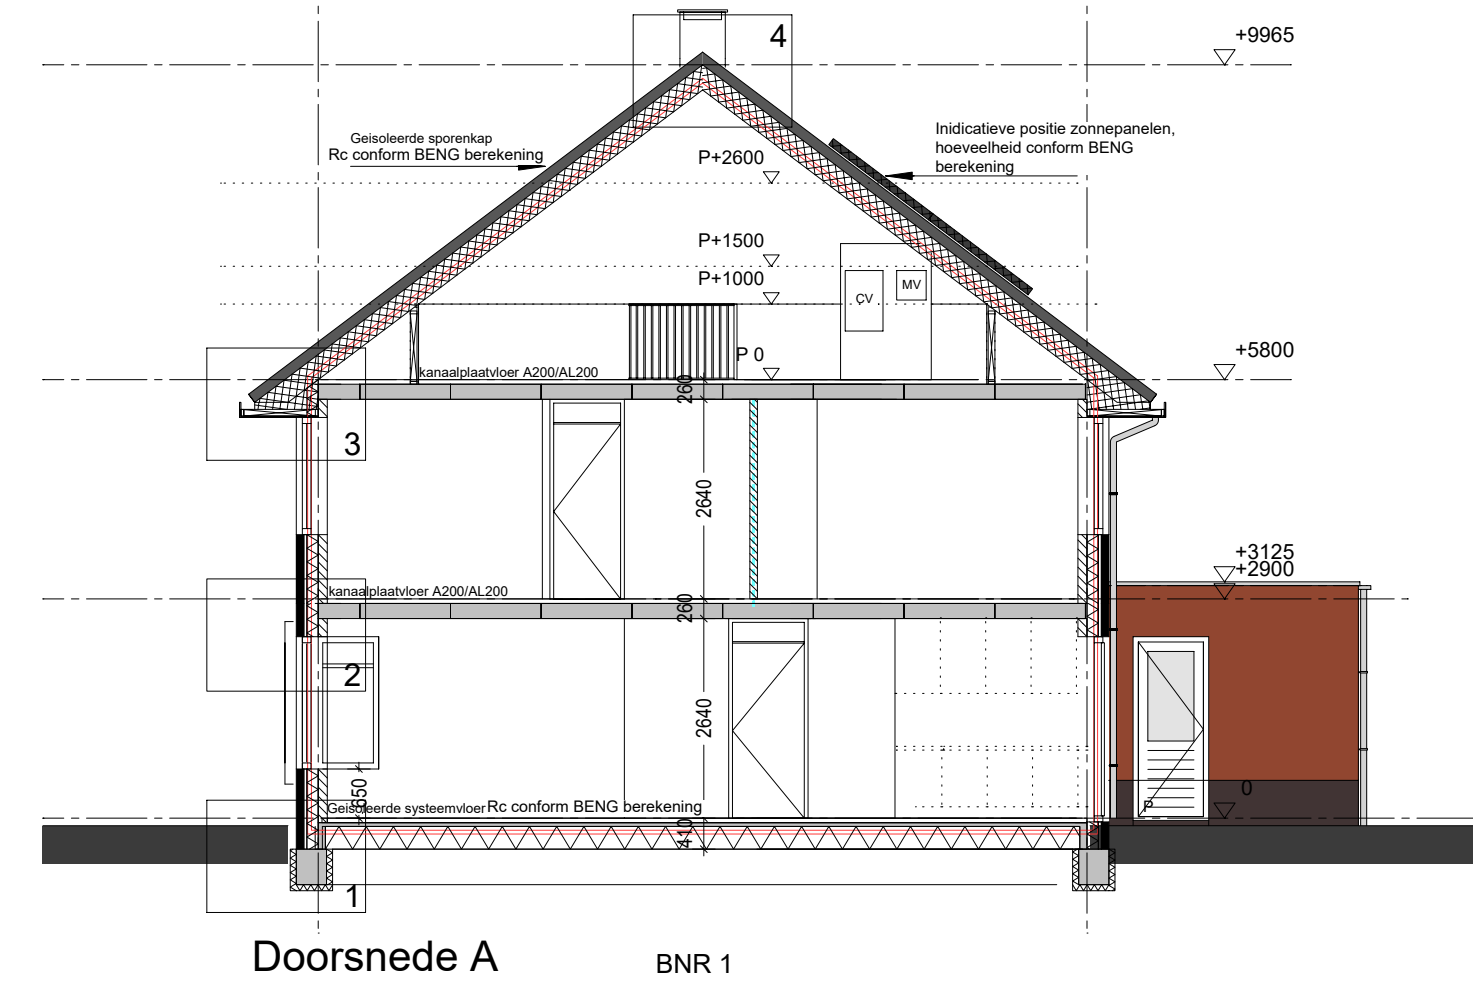 4
+9965
Geisoleerde sporenkap
Rc conform BENG berekening
Inidicatieve positie zonnepanelen,
hoeveelheid conform BENG
berekening
P+2600
P+1500
P+1000
CV
MV
P 0
+5800
kanaalplaatvloer A200/AL200
260
3
2640
+3125
+2900
kanaalplaatvloer A200/AL200
260
2
2640
650
Geisoleerde systeemvloer Rc conform BENG berekening
P
0
410
1
Doorsnede A
BNR 1